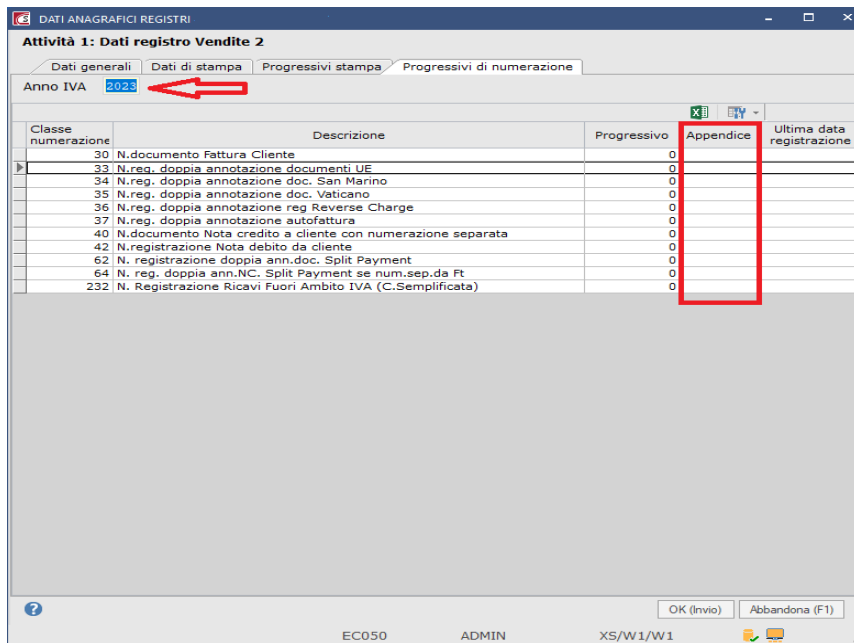 DATI ANAGRAFICI REGISTRI
Attività 1: Dati registro Vendite 2
Dati generali Dati di stampa Progressivi stampa Progressivi di numerazione
Anno IVA 2023
Classe numerazione Descrizione Progressivo Appendice Ultima data registrazione
30 N.documento Fattura Cliente 0
33 N.reg. doppia annotazione documenti UE 0
34 N.reg. doppia annotazione doc. San Marino 0
35 N.reg. doppia annotazione doc. Vaticano 0
36 N.reg. doppia annotazione reg Reverse Charge 0
37 N.reg. doppia annotazione autofattura 0
40 N.documento Nota credito a cliente con numerazione separata 0
42 N.registrazione Nota debito da cliente 0
62 N. registrazione doppia ann.doc. Split Payment 0
64 N. reg. doppia ann.NC. Split Payment se num.sep.da Ft 0
232 N. Registrazione Ricavi Fuori Ambito IVA (C.Semplificata) 0
OK (Invio) Abbandona (F1)
EC050 ADMIN XS/W1/W1